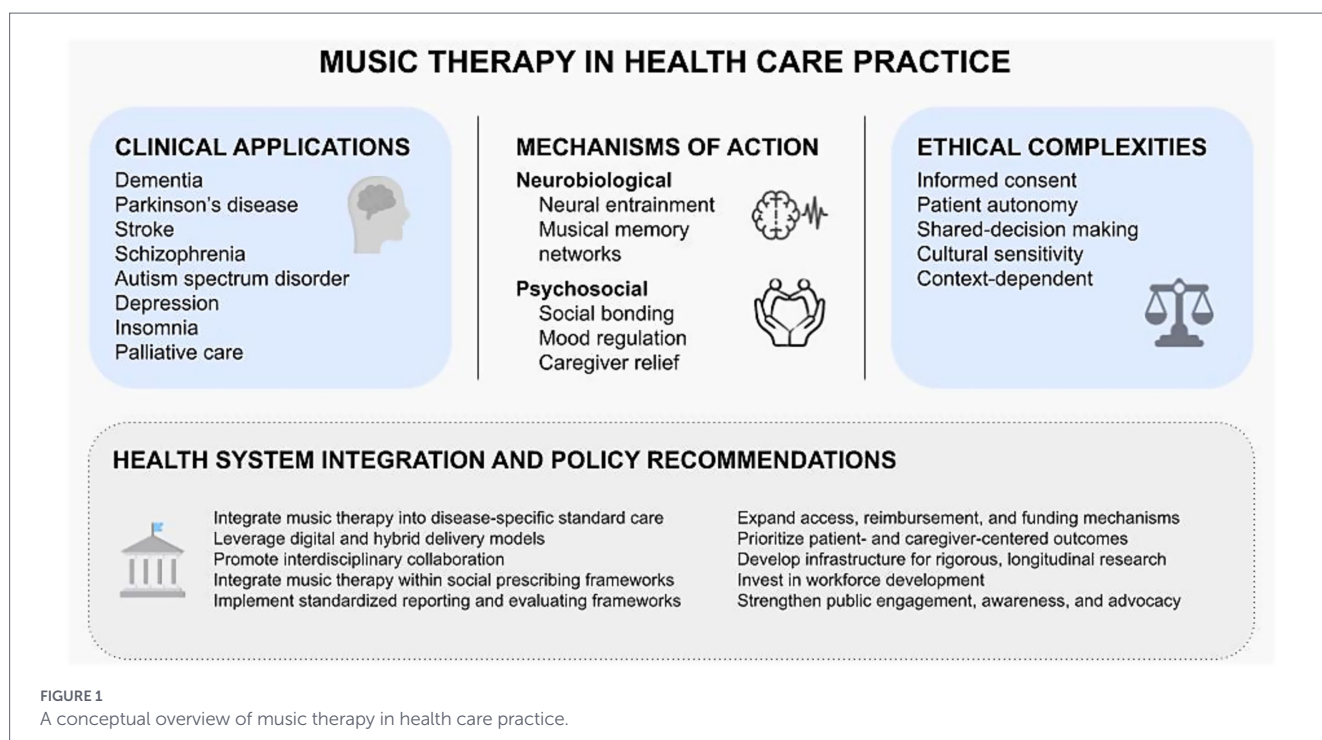 MUSIC THERAPY IN HEALTH CARE PRACTICE
CLINICAL APPLICATIONS
Dementia
Parkinson's disease
Stroke
Schizophrenia
Autism spectrum disorder
Depression
Insomnia
Palliative care
MECHANISMS OF ACTION
Neurobiological
Neural entrainment
Musical memory
networks
Psychosocial
Social bonding
Mood regulation
Caregiver relief
ETHICAL COMPLEXITIES
Informed consent
Patient autonomy
Shared-decision making
Cultural sensitivity
Context-dependent
HEALTH SYSTEM INTEGRATION AND POLICY RECOMMENDATIONS
Integrate music therapy into disease-specific standard care
Leverage digital and hybrid delivery models
Promote interdisciplinary collaboration
Integrate music therapy within social prescribing frameworks
Implement standardized reporting and evaluating frameworks
Expand access, reimbursement, and funding mechanisms
Prioritize patient- and caregiver-centered outcomes
Develop infrastructure for rigorous, longitudinal research
Invest in workforce development
Strengthen public engagement, awareness, and advocacy
FIGURE 1
A conceptual overview of music therapy in health care practice.